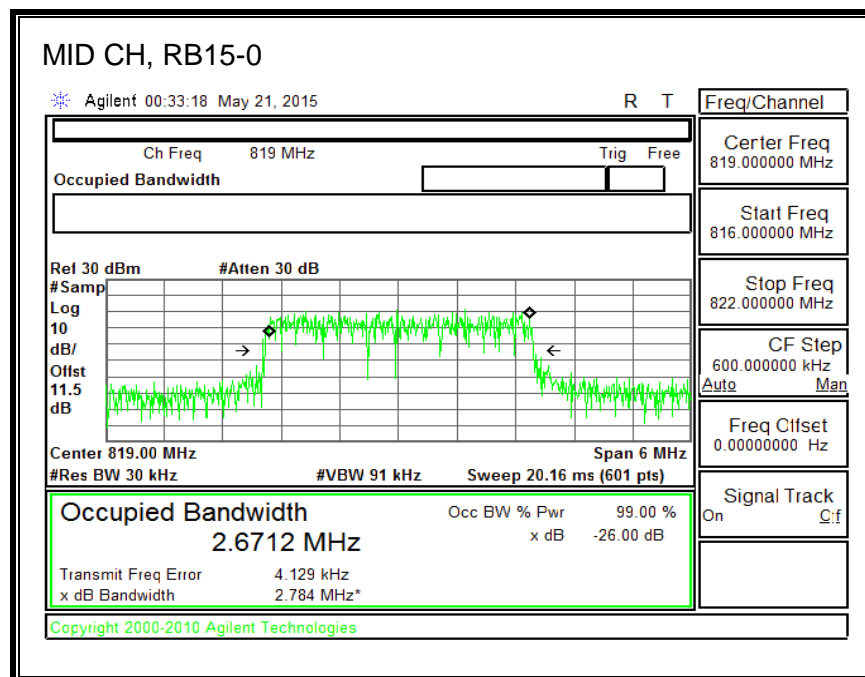 MID CH, RB15-0
Agilent 00:33:18 May 21, 2015 R T
Freq/Channel
Ch Freq 819 MHz Trig Free
Occupied Bandwidth
Center Freq
819.000000 MHz
Start Freq
816.000000 MHz
Stop Freq
822.000000 MHz
CF Step
600.000000 kHz
Auto Man
Freq Offset
0.00000000 Hz
Signal Track
On Off
Ref 30 dBm #Atten 30 dB
#Samp
Log
10
dB/
Offst
11.5
dB
Center 819.00 MHz Span 6 MHz
#Res BW 30 kHz #VBW 91 kHz Sweep 20.16 ms (601 pts)
Occupied Bandwidth Occ BW % Pwr 99.00 %
2.6712 MHz x dB -26.00 dB
Transmit Freq Error 4.129 kHz
x dB Bandwidth 2.784 MHz*
Copyright 2000-2010 Agilent Technologies